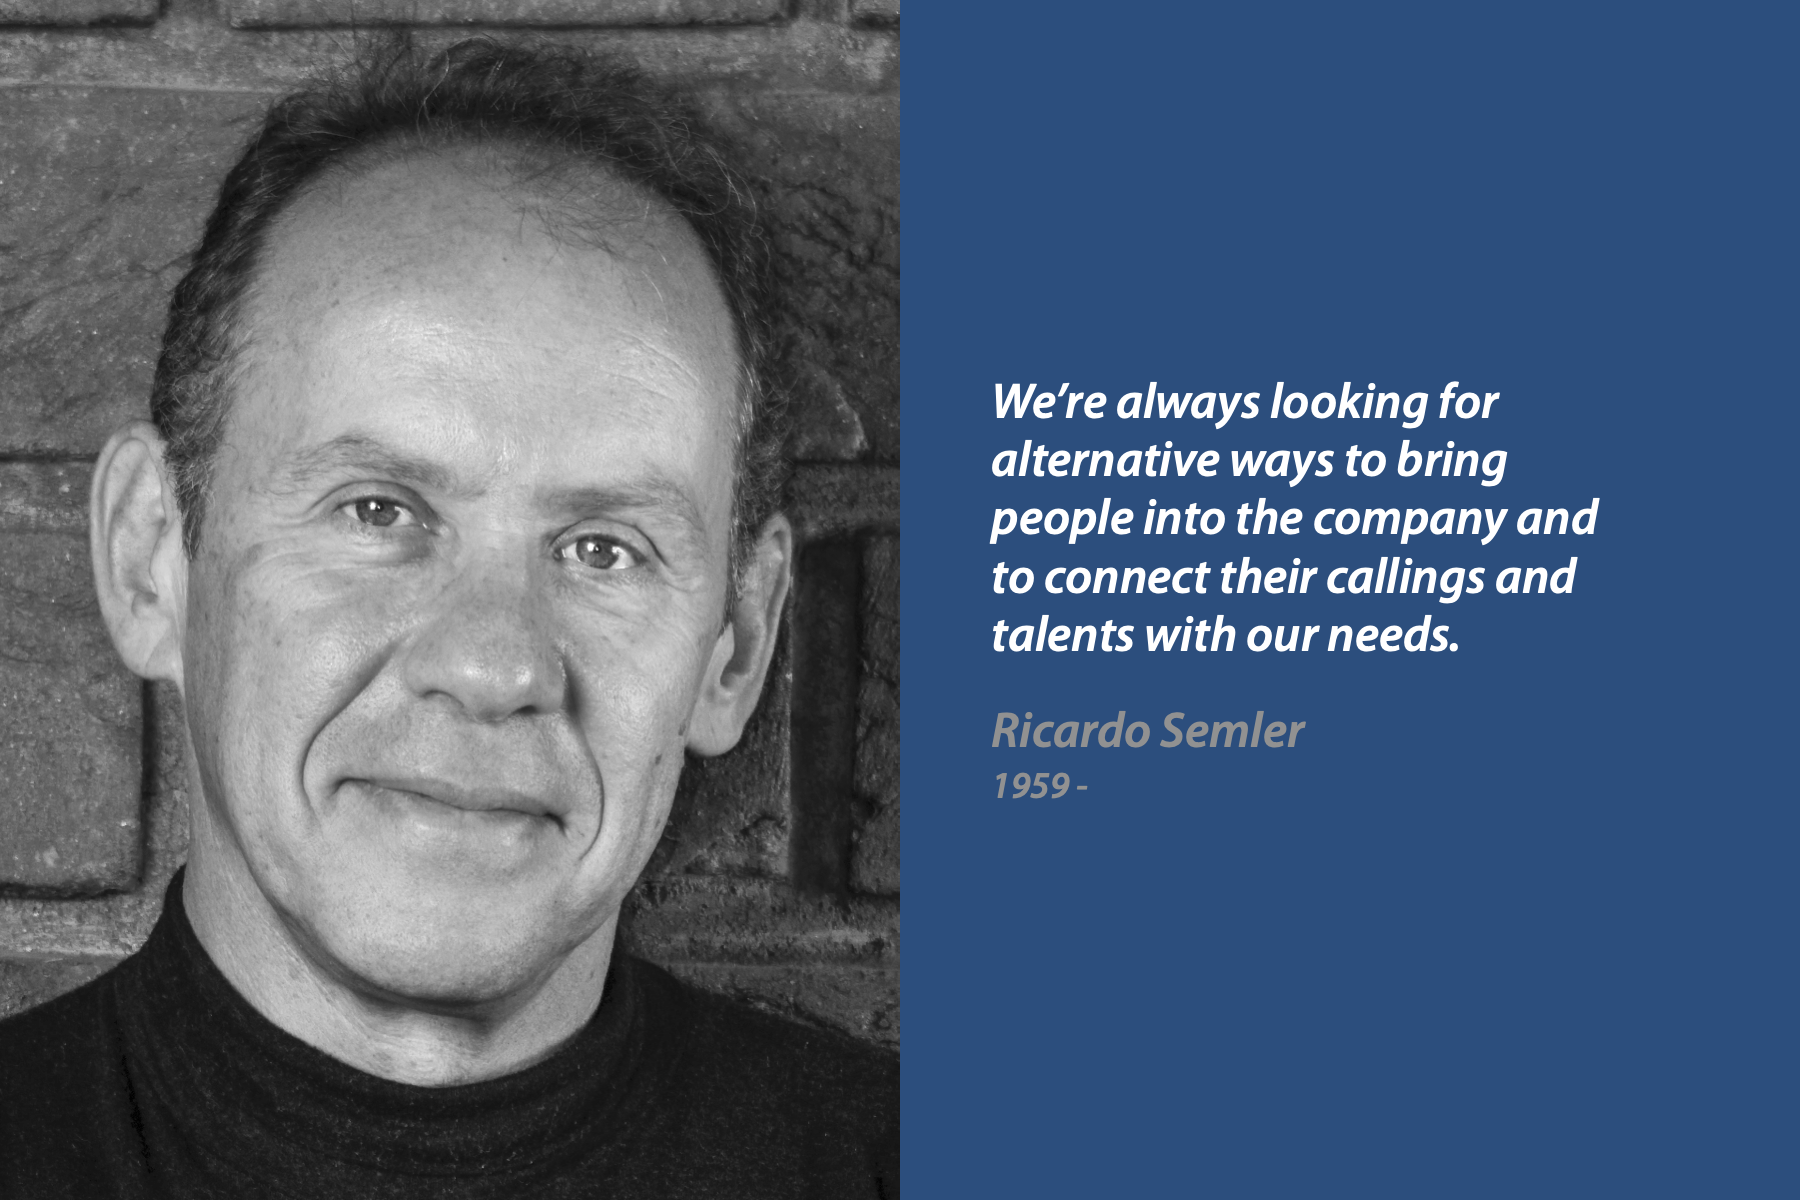 We’re always looking for
alternative ways to bring
people into the company and
to connect their callings and
talents with our needs.
Ricardo Semler
1959 -